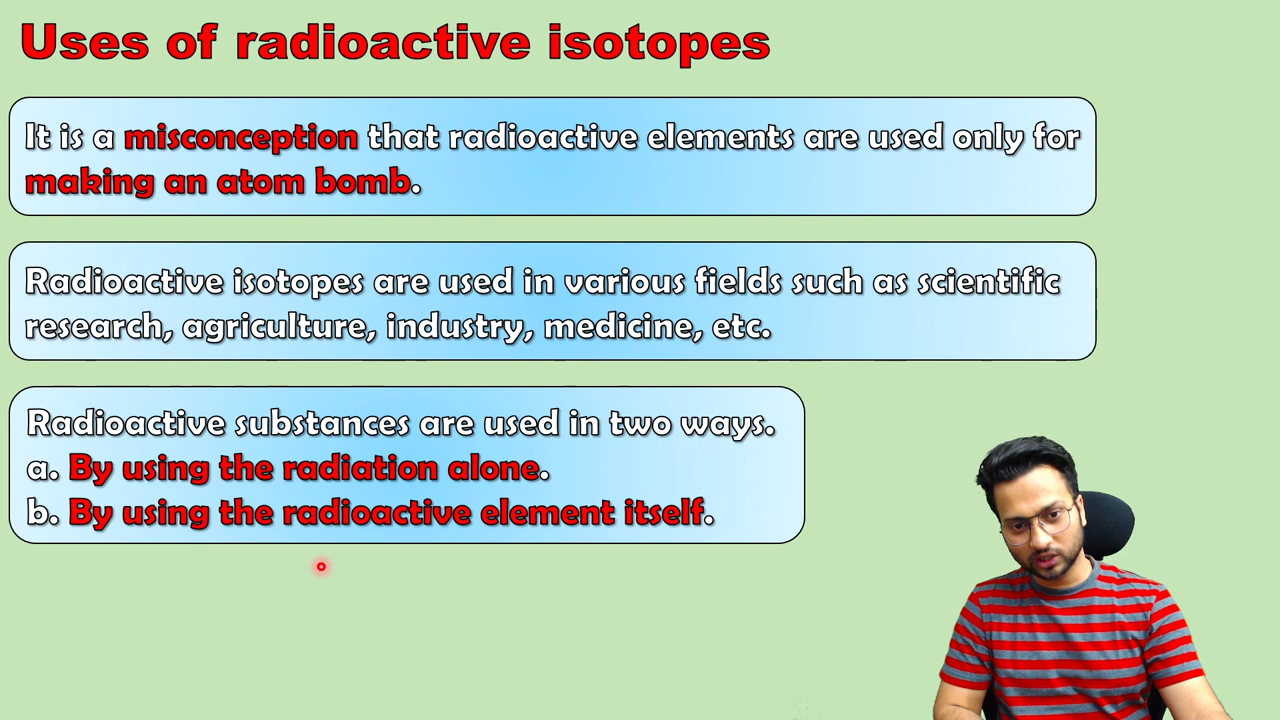 Uses of radioactive isotopes
It is a misconception that radioactive elements are used only for
making an atom bomb.
Radioactive isotopes are used in various fields such as scientific
research, agriculture, industry, medicine, etc.
Radioactive substances are used in two ways.
a. By using the radiation alone.
b. By using the radioactive element itself.